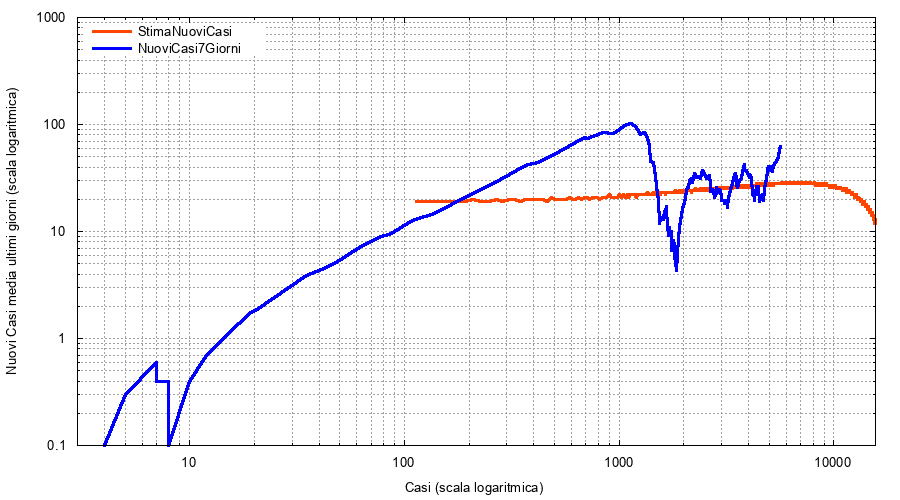 1000
100
10
1
0.1
StimaNuoviCasi
NuoviCasi7Giorni
Nuovi Casi media ultimi giorni (scala logaritmica)
10
100
1000
10000
Casi (scala logaritmica)